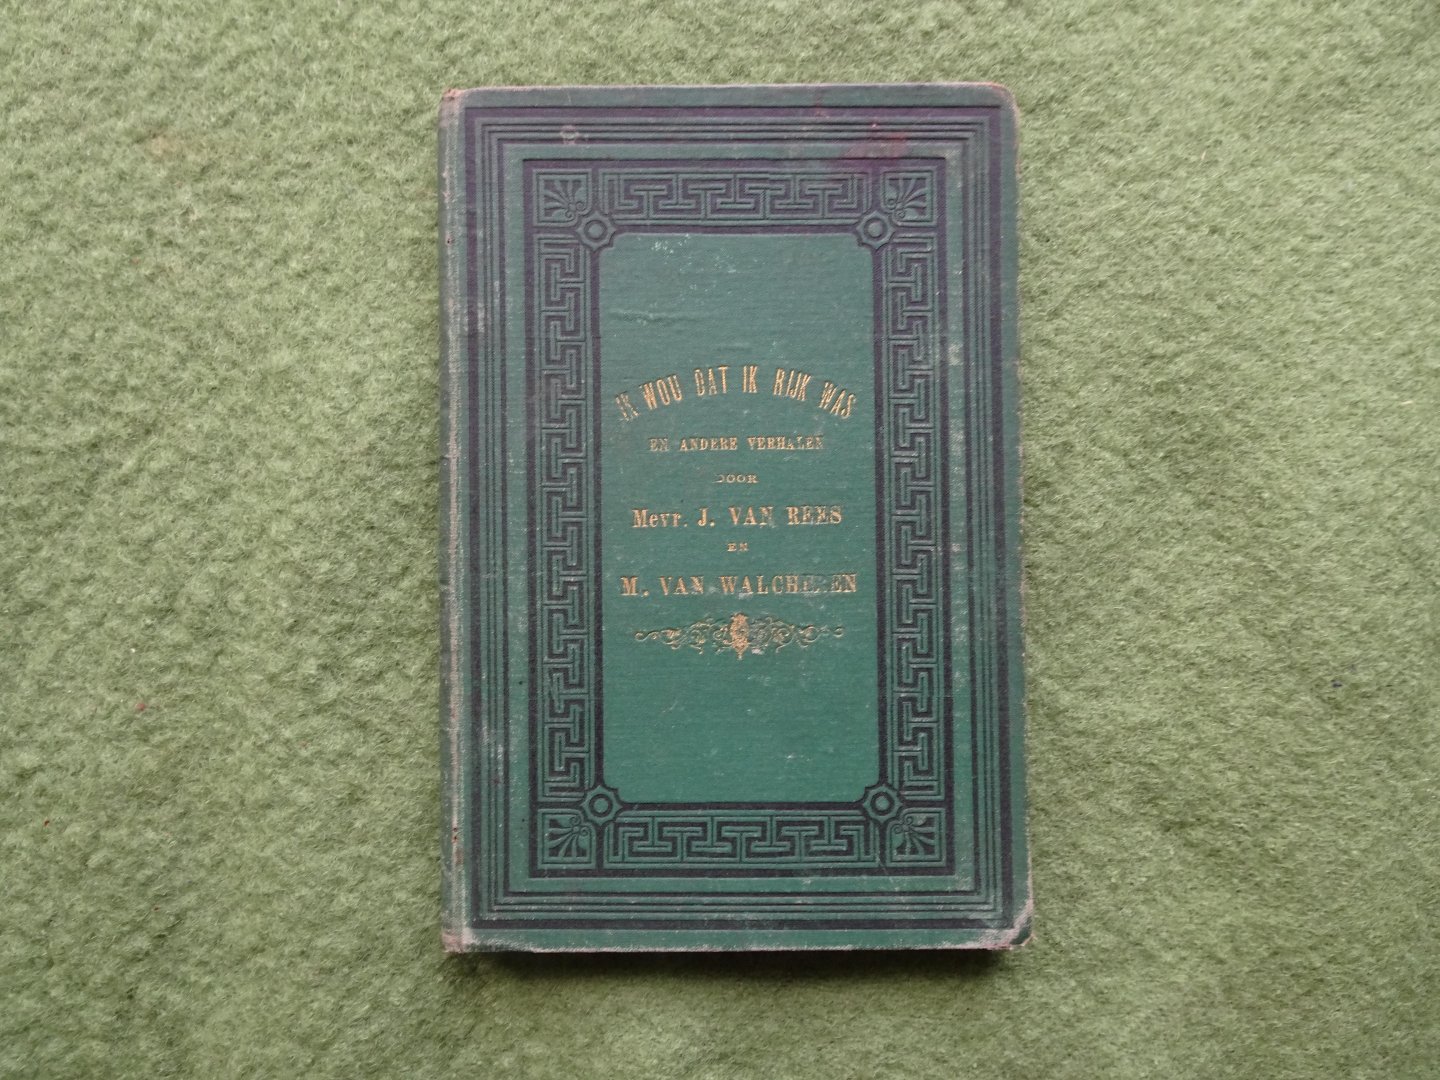 IK WOU DAT IK RIJK WAS
EN ANDERE VERHALEN
DOOR
Mevr. J. VAN REES
EN
M. VAN WALCHEREN